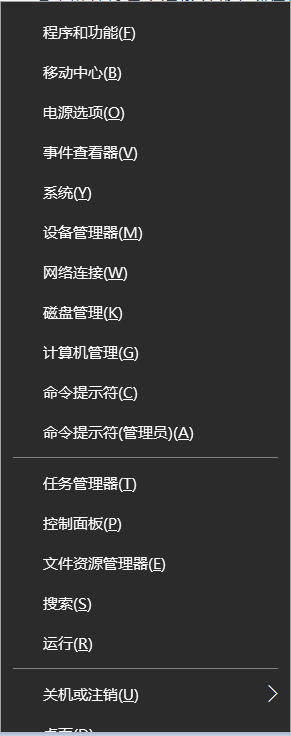 程序和功能(F)
移动中心(B)
电源选项(O)
事件查看器(V)
系统(Y)
设备管理器(M)
网络连接(W)
磁盘管理(K)
计算机管理(G)
命令提示符(C)
命令提示符(管理员)(A)
任务管理器(T)
控制面板(P)
文件资源管理器(E)
搜索(S)
运行(R)
关机或注销(U)
桌面(D)